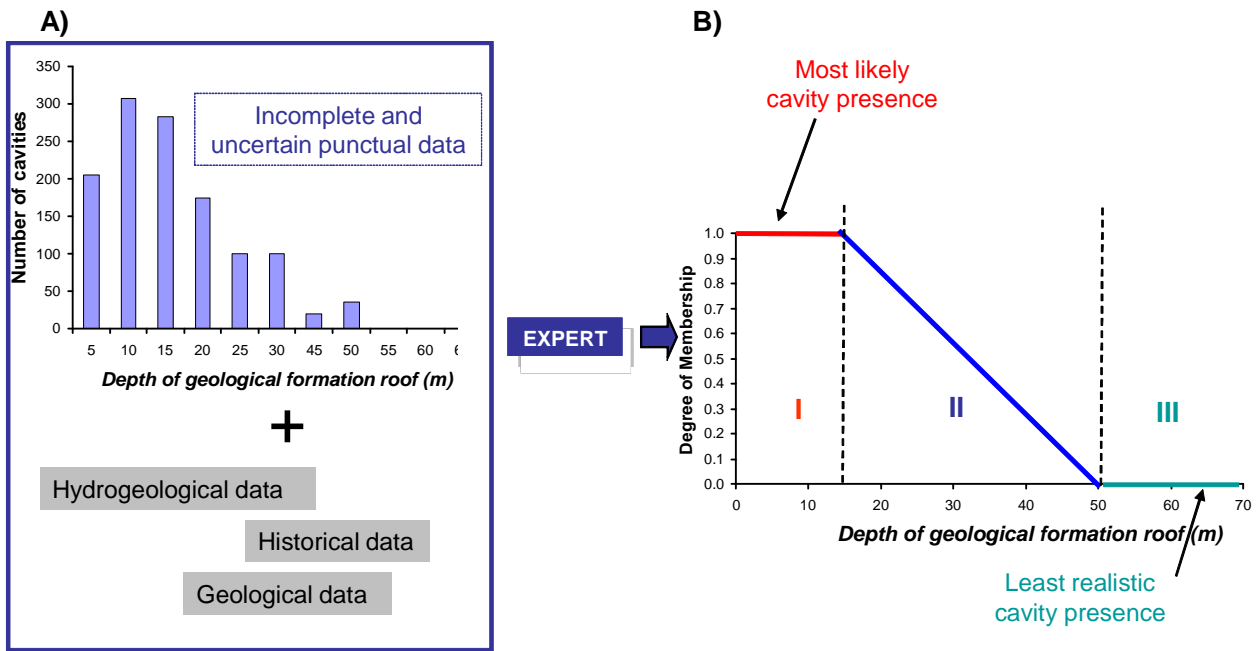 A)
350
300
250
200
150
100
50
0
Number of cavities
Incomplete and
uncertain punctual data
5 10 15 20 25 30 45 50 55 60 6
Depth of geological formation roof (m)
+
Hydrogeological data
Historical data
Geological data
EXPERT
B)
Most likely
cavity presence
1.0
0.9
0.8
0.7
0.6
0.5
0.4
0.3
0.2
0.1
0.0
Degree of Membership
I II III
0 10 20 30 40 50 60 70
Depth of geological formation roof (m)
Least realistic
cavity presence